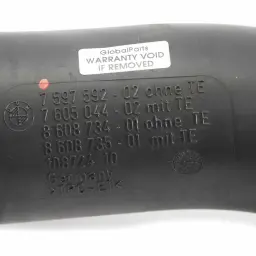 GlobalParts
WARRANTY VOID
IF REMOVED
7 597 592 - 02 ohne TE
7 605 044 - 02 mit TE
8 608 734 - 01 ohne TE
8 608 735 - 01 mit TE
Germany